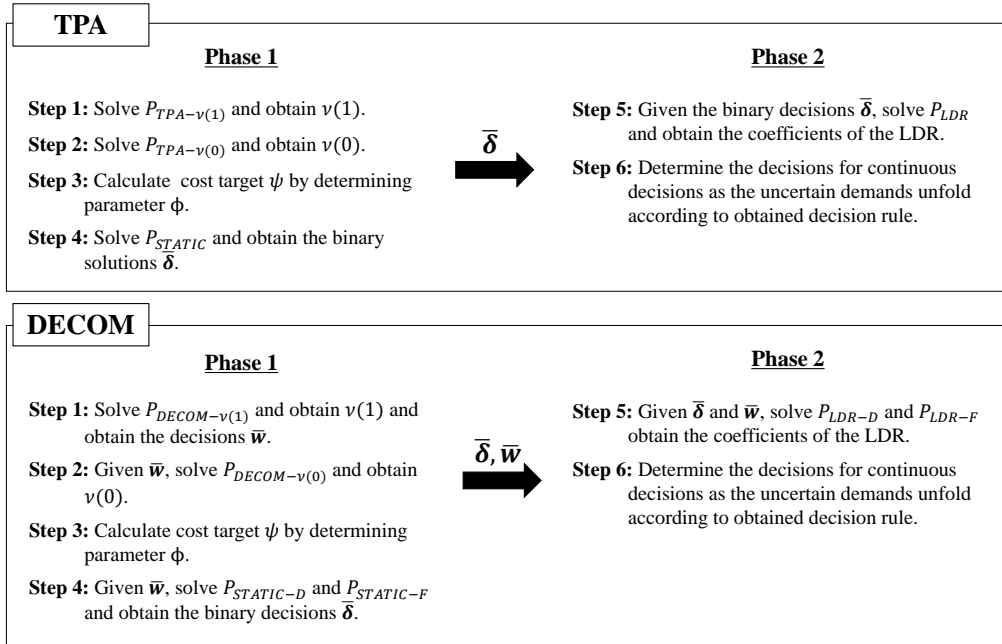 TPA
Phase 1
Step 1: Solve P_{TPA−ν(1)} and obtain ν(1).
Step 2: Solve P_{TPA−ν(0)} and obtain ν(0).
Step 3: Calculate cost target ψ by determining
parameter ϕ.
Step 4: Solve P_{STATIC} and obtain the binary
solutions δ̅.
δ̅
Phase 2
Step 5: Given the binary decisions δ̅, solve P_{LDR}
and obtain the coefficients of the LDR.
Step 6: Determine the decisions for continuous
decisions as the uncertain demands unfold
according to obtained decision rule.
DECOM
Phase 1
Step 1: Solve P_{DECOM−ν(1)} and obtain ν(1) and
obtain the decisions w̅.
Step 2: Given w̅, solve P_{DECOM−ν(0)} and obtain
ν(0).
Step 3: Calculate cost target ψ by determining
parameter ϕ.
Step 4: Given w̅, solve P_{STATIC−D} and P_{STATIC−F}
and obtain the binary decisions δ̅.
δ̅, w̅
Phase 2
Step 5: Given δ̅ and w̅, solve P_{LDR−D} and P_{LDR−F}
obtain the coefficients of the LDR.
Step 6: Determine the decisions for continuous
decisions as the uncertain demands unfold
according to obtained decision rule.